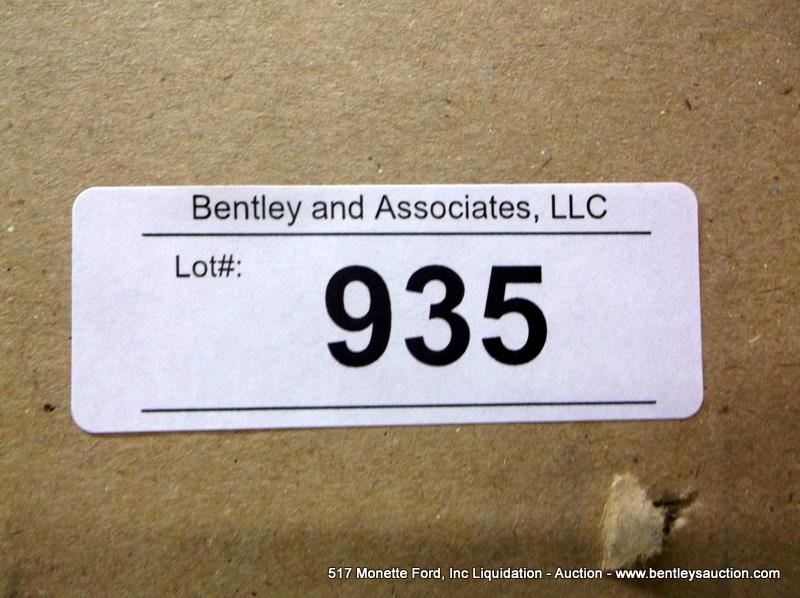 Bentley and Associates, LLC
Lot#:
935
517 Monette Ford, Inc Liquidation - Auction - www.bentleysauction.com